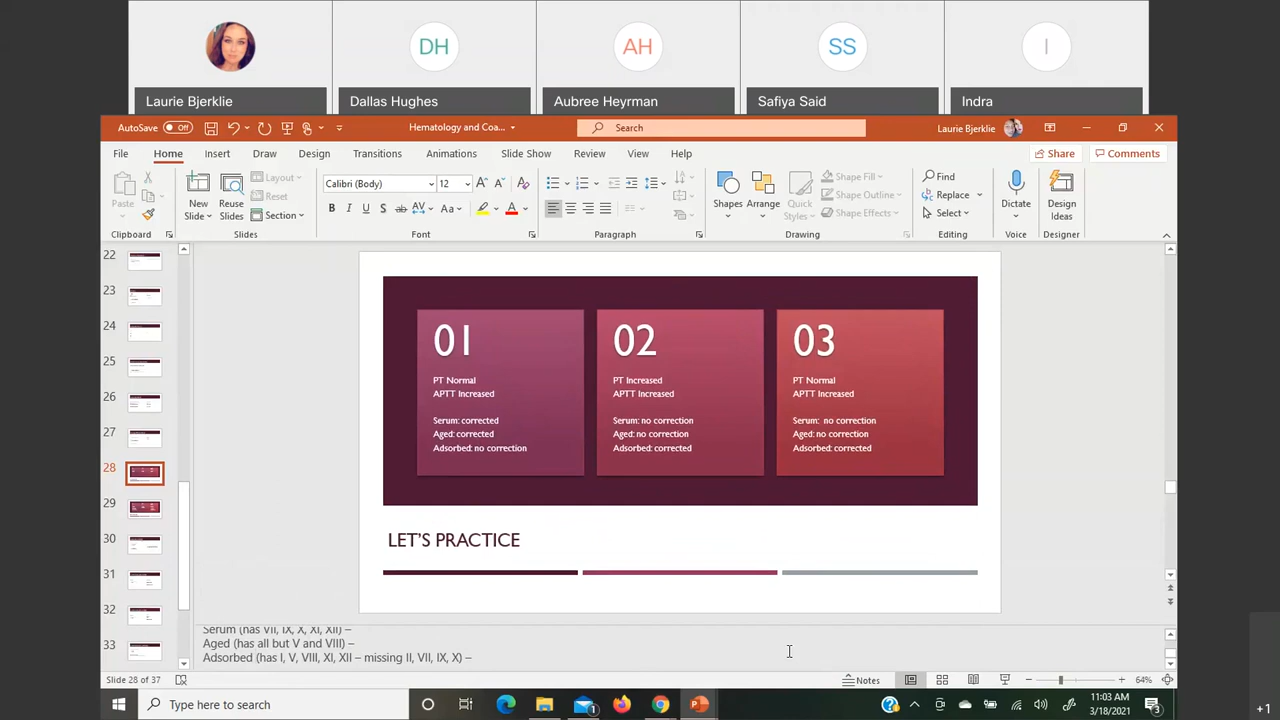 DH
AH
SS
I
Laurie Bjerklie
Dallas Hughes
Aubree Heyrman
Safiya Said
Indra
AutoSave
Off
Hematology and Coa...
Search
Laurie Bjerklie
File
Home
Insert
Draw
Design
Transitions
Animations
Slide Show
Review
View
Help
Share
Comments
Paste
New
Slide
Reuse
Slides
Layout
Reset
Section
Calibri (Body)
12
Shapes
Arrange
Quick
Styles
Shape Fill
Shape Outline
Shape Effects
Find
Replace
Select
Dictate
Design
Ideas
Clipboard
Slides
Font
Paragraph
Drawing
Editing
Voice
Designer
22
23
24
25
26
27
28
29
30
31
32
33
01
PT Normal
APTT Increased
Serum: corrected
Aged: corrected
Adsorbed: no correction
02
PT Increased
APTT Increased
Serum: no correction
Aged: no correction
Adsorbed: corrected
03
PT Normal
APTT Increased
Serum: no correction
Aged: no correction
Adsorbed: corrected
LET'S PRACTICE
Serum (has VII, IX, X, XI, XII) –
Aged (has all but V and VIII) –
Adsorbed (has I, V, VIII, XI, XII – missing II, VII, IX, X) –
Slide 28 of 37
Notes
64%
Type here to search
11:03 AM
3/18/2021
3
+1